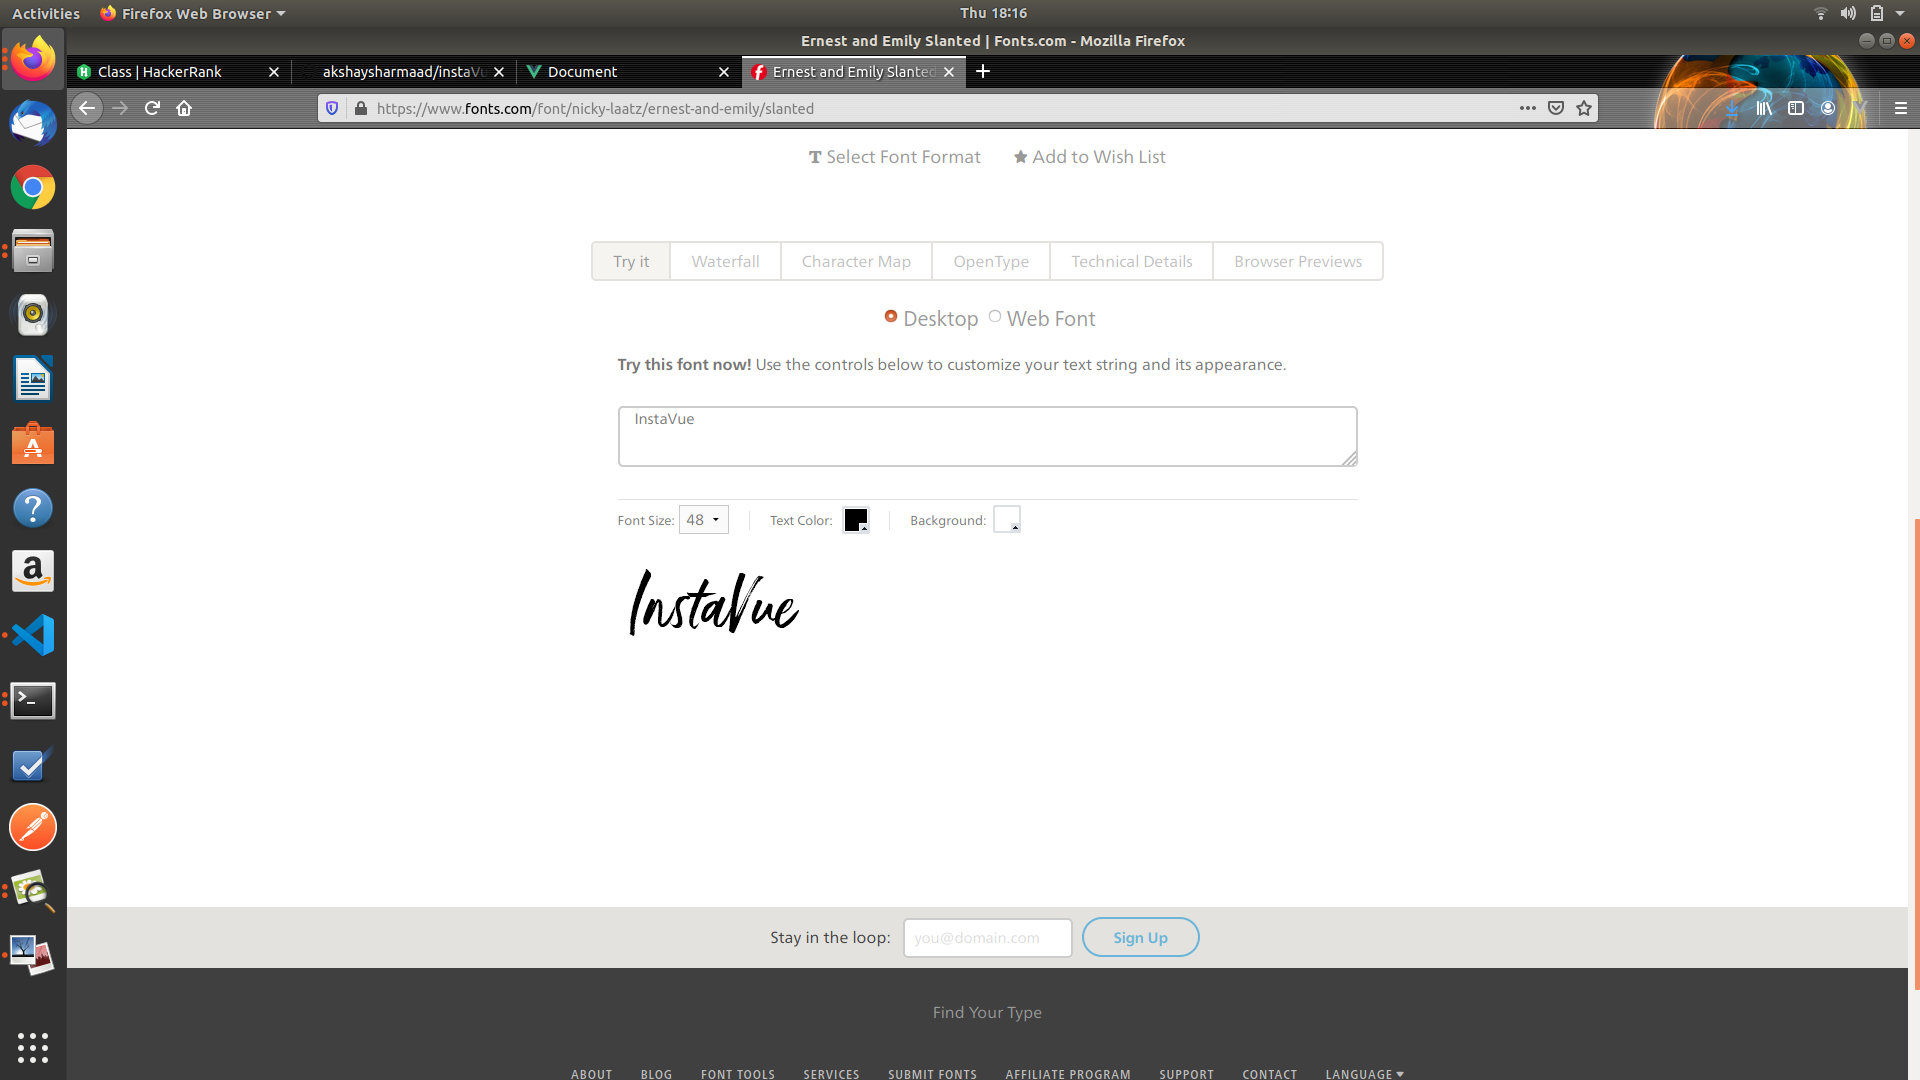 Activities Firefox Web Browser Thu 18:16
Ernest and Emily Slanted | Fonts.com - Mozilla Firefox
Class | HackerRank akshaysharmaad/instaVu Document Ernest and Emily Slanted
https://www.fonts.com/font/nicky-laatz/ernest-and-emily/slanted
Select Font Format Add to Wish List
Try it Waterfall Character Map OpenType Technical Details Browser Previews
Desktop Web Font
Try this font now! Use the controls below to customize your text string and its appearance.
InstaVue
Font Size: 48 Text Color: Background:
InstaVue
Stay in the loop: you@domain.com Sign Up
Find Your Type
ABOUT BLOG FONT TOOLS SERVICES SUBMIT FONTS AFFILIATE PROGRAM SUPPORT CONTACT LANGUAGE